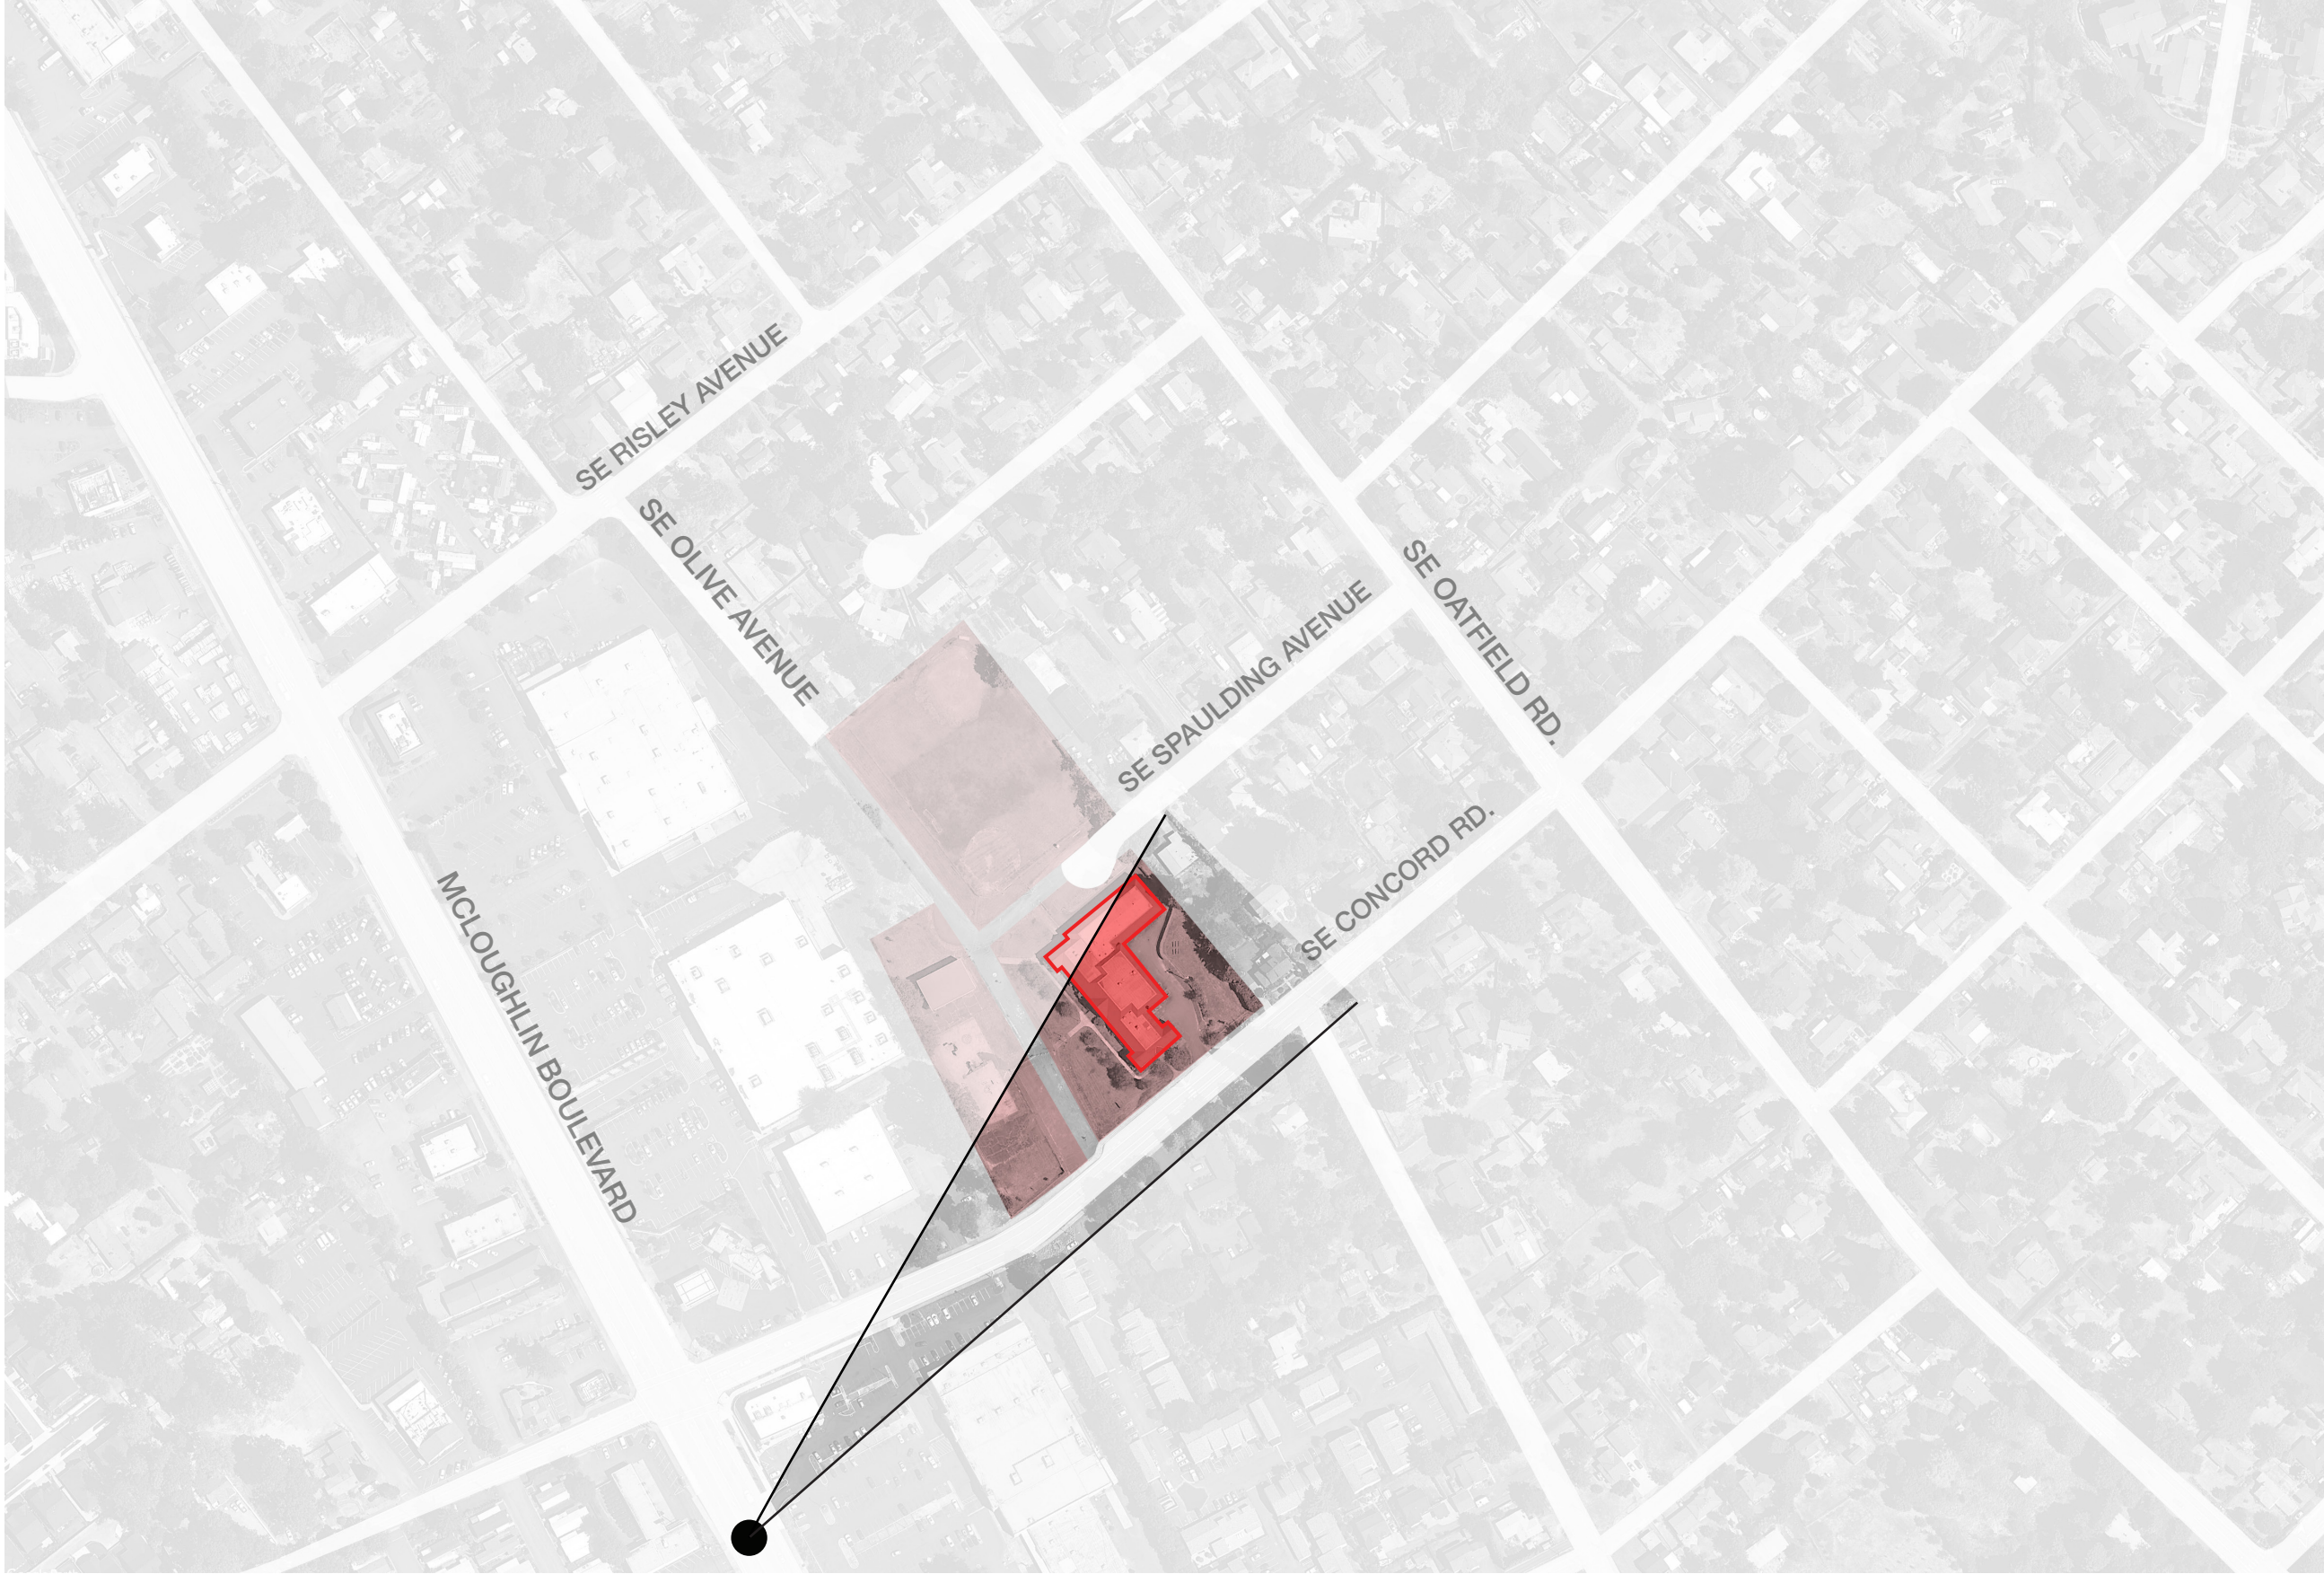 SE RISLEY AVENUE
SE OLIVE AVENUE
SE OATFIELD RD.
SE SPAULDING AVENUE
SE CONCORD RD.
MCLOUGHLIN BOULEVARD